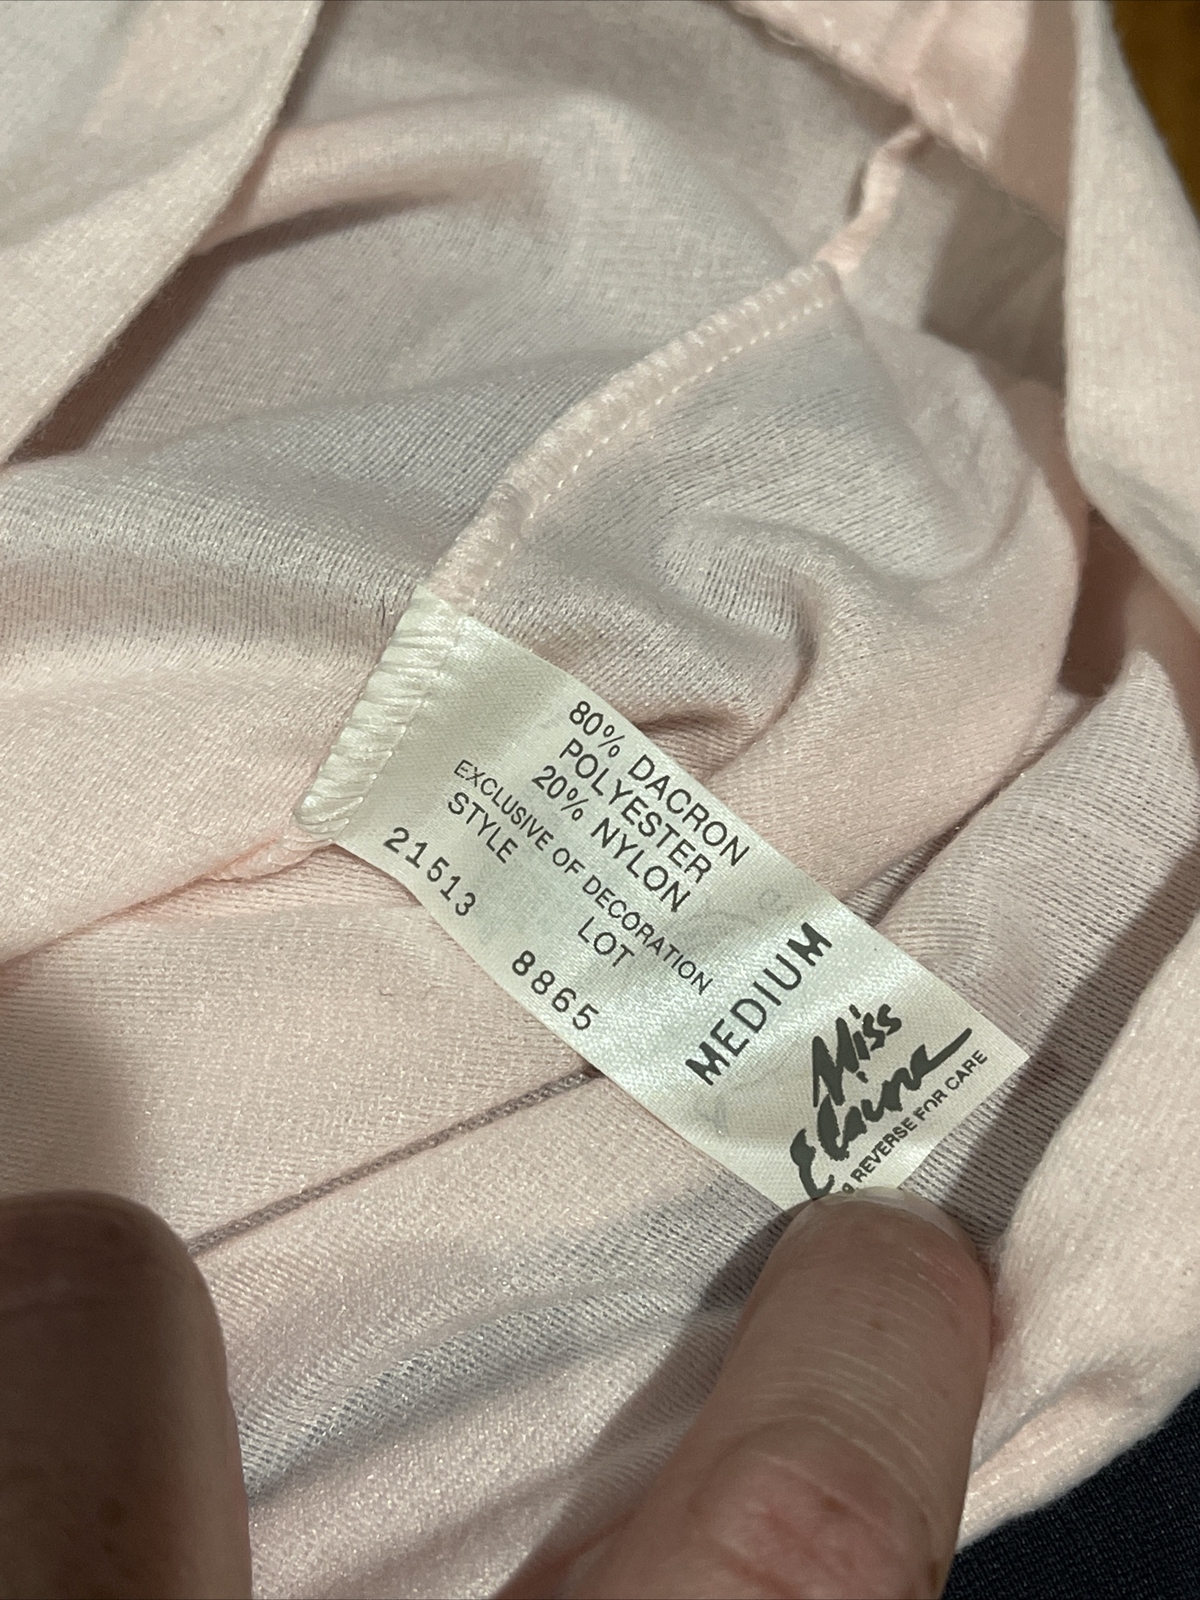 80% DACRON
POLYESTER
20% NYLON
EXCLUSIVE OF DECORATION
STYLE LOT
21513 8865
MEDIUM
Miss
Elaine
REVERSE FOR CARE